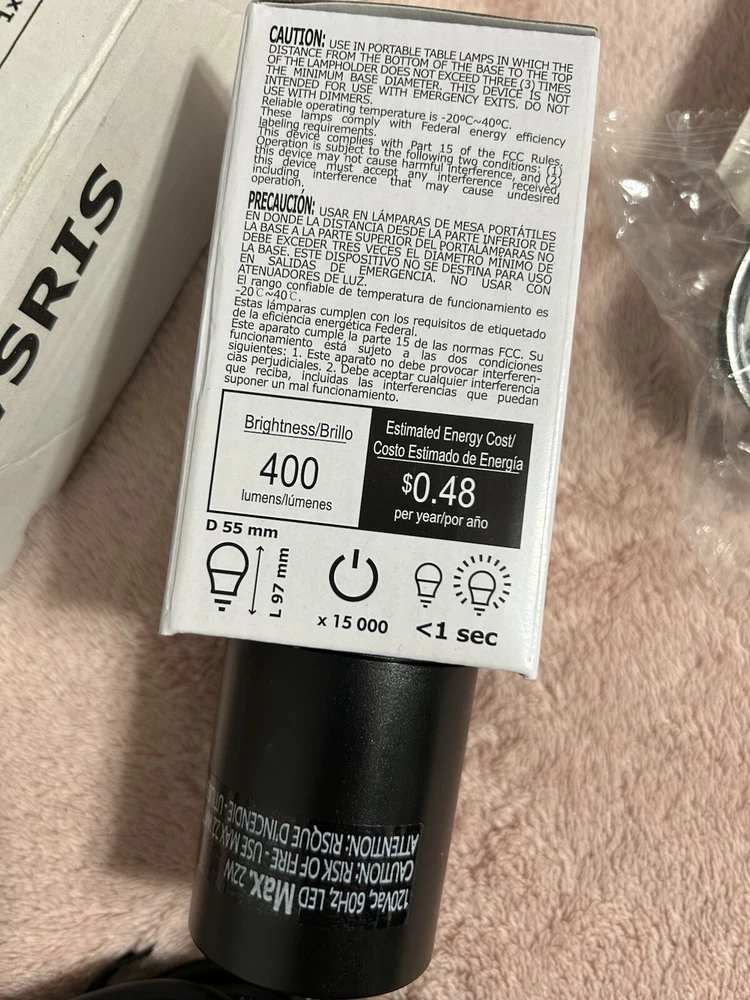 1x
SRIS
CAUTION: USE IN PORTABLE TABLE LAMPS IN WHICH THE
DISTANCE FROM THE BOTTOM OF THE BASE TO THE TOP
OF THE LAMPHOLDER DOES NOT EXCEED THREE (3) TIMES
THE MINIMUM BASE DIAMETER. THIS DEVICE IS NOT
INTENDED FOR USE WITH EMERGENCY EXITS. DO NOT
USE WITH DIMMERS.
Reliable operating temperature is -20ºC~40ºC.
These lamps comply with Federal energy efficiency
labeling requirements.
This device complies with Part 15 of the FCC Rules,
Operation is subject to the following two conditions: (1)
this device may not cause harmful interference, and (2)
this device must accept any interference received,
including interference that may cause undesired
operation.
PRECAUCIÓN: USAR EN LÁMPARAS DE MESA PORTÁTILES
EN DONDE LA DISTANCIA DESDE LA PARTE INFERIOR DE
LA BASE A LA PARTE SUPERIOR DEL PORTALÁMPARAS NO
DEBE EXCEDER TRES VECES EL DIÁMETRO MÍNIMO DE
LA BASE. ESTE DISPOSITIVO NO SE DESTINA PARA USO
EN SALIDAS DE EMERGENCIA. NO USAR CON
ATENUADORES DE LUZ.
El rango confiable de temperatura de funcionamiento es
-20℃~40℃.
Estas lámparas cumplen con los requisitos de etiquetado
de la eficiencia energética Federal.
Este aparato cumple la parte 15 de las normas FCC. Su
funcionamiento está sujeto a las dos condiciones
siguientes: 1. Este aparato no debe provocar interferen-
cias perjudiciales. 2. Debe aceptar cualquier interferencia
que reciba, incluidas las interferencias que puedan
suponer un mal funcionamiento.
Brightness/Brillo
400
lumens/lúmenes
Estimated Energy Cost/
Costo Estimado de Energía
$0.48
per year/por año
D 55 mm
L 97 mm
x 15 000
<1 sec
120Vac, 60Hz, LED Max. 22W
CAUTION: RISK OF FIRE - USE MAX 22
ATTENTION: RISQUE D'INCENDIE-